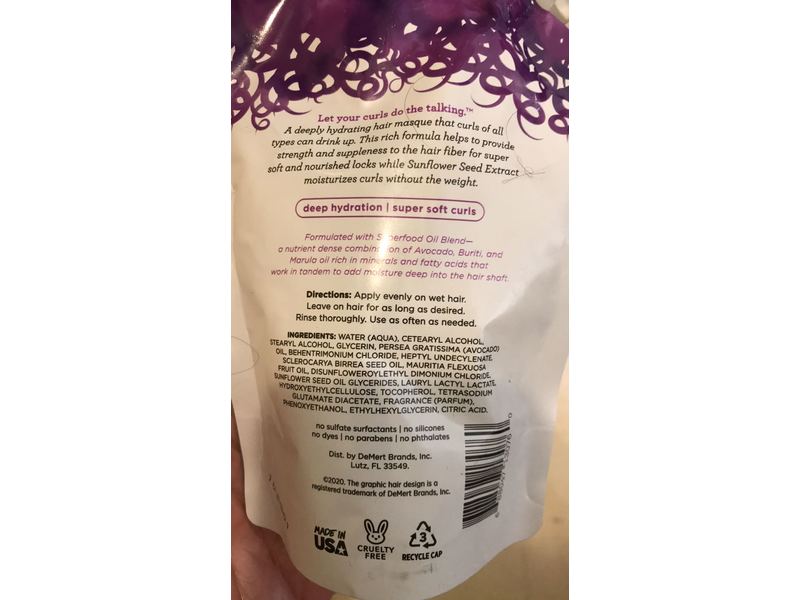 Let your curls do the talking.™
A deeply hydrating hair masque that curls of all
types can drink up. This rich formula helps to provide
strength and suppleness to the hair fiber for super
soft and nourished locks while Sunflower Seed Extract
moisturizes curls without the weight.
deep hydration | super soft curls
Formulated with Superfood Oil Blend—
a nutrient dense combination of Avocado, Buriti, and
Marula oil rich in minerals and fatty acids that
work in tandem to add moisture deep into the hair shaft.
Directions: Apply evenly on wet hair.
Leave on hair for as long as desired.
Rinse thoroughly. Use as often as needed.
INGREDIENTS: WATER (AQUA), CETEARYL ALCOHOL,
STEARYL ALCOHOL, GLYCERIN, PERSEA GRATISSIMA (AVOCADO)
OIL, BEHENTRIMONIUM CHLORIDE, HEPTYL UNDECYLENATE,
SCLEROCARYA BIRREA SEED OIL, MAURITIA FLEXUOSA
FRUIT OIL, DISUNFLOWEROYLETHYL DIMONIUM CHLORIDE,
SUNFLOWER SEED OIL GLYCERIDES, LAURYL LACTYL LACTATE,
HYDROXYETHYLCELLULOSE, TOCOPHEROL, TETRASODIUM
GLUTAMATE DIACETATE, FRAGRANCE (PARFUM),
PHENOXYETHANOL, ETHYLHEXYLGLYCERIN, CITRIC ACID.
no sulfate surfactants | no silicones
no dyes | no parabens | no phthalates
Dist. by DeMert Brands, Inc.
Lutz, FL 33549.
©2020. The graphic hair design is a
registered trademark of DeMert Brands, Inc.
MADE IN
USA
CRUELTY
FREE
3
RECYCLE CAP